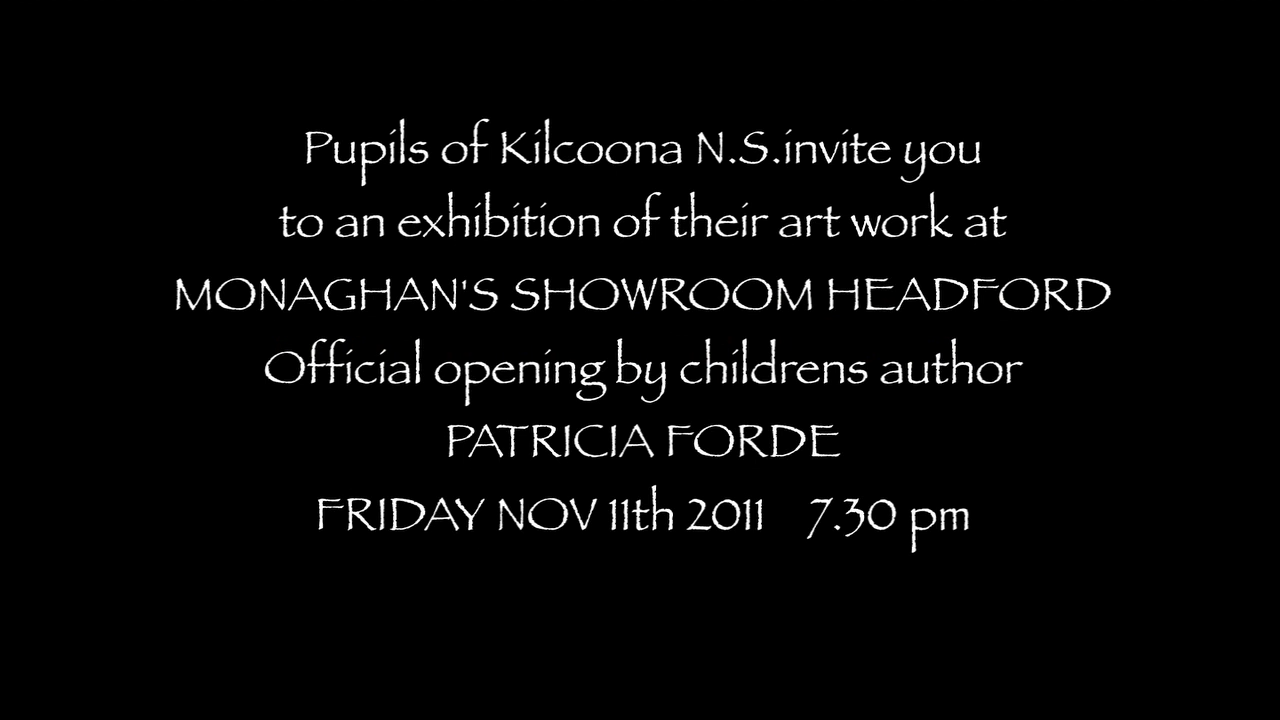 Pupils of Kilcoona N.S.invite you
to an exhibition of their art work at
MONAGHAN'S SHOWROOM HEADFORD
Official opening by childrens author
PATRICIA FORDE
FRIDAY NOV 11th 2011 7.30 pm